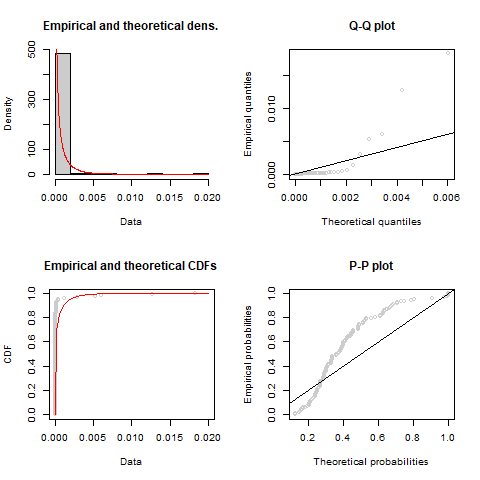 Empirical and theoretical dens.
Density
0 100 300 500
0.000 0.005 0.010 0.015 0.020
Data
Q-Q plot
Empirical quantiles
0.000 0.010
0.000 0.002 0.004 0.006
Theoretical quantiles
Empirical and theoretical CDFs
CDF
0.0 0.2 0.4 0.6 0.8 1.0
0.000 0.005 0.010 0.015 0.020
Data
P-P plot
Empirical probabilities
0.0 0.2 0.4 0.6 0.8 1.0
0.2 0.4 0.6 0.8 1.0
Theoretical probabilities